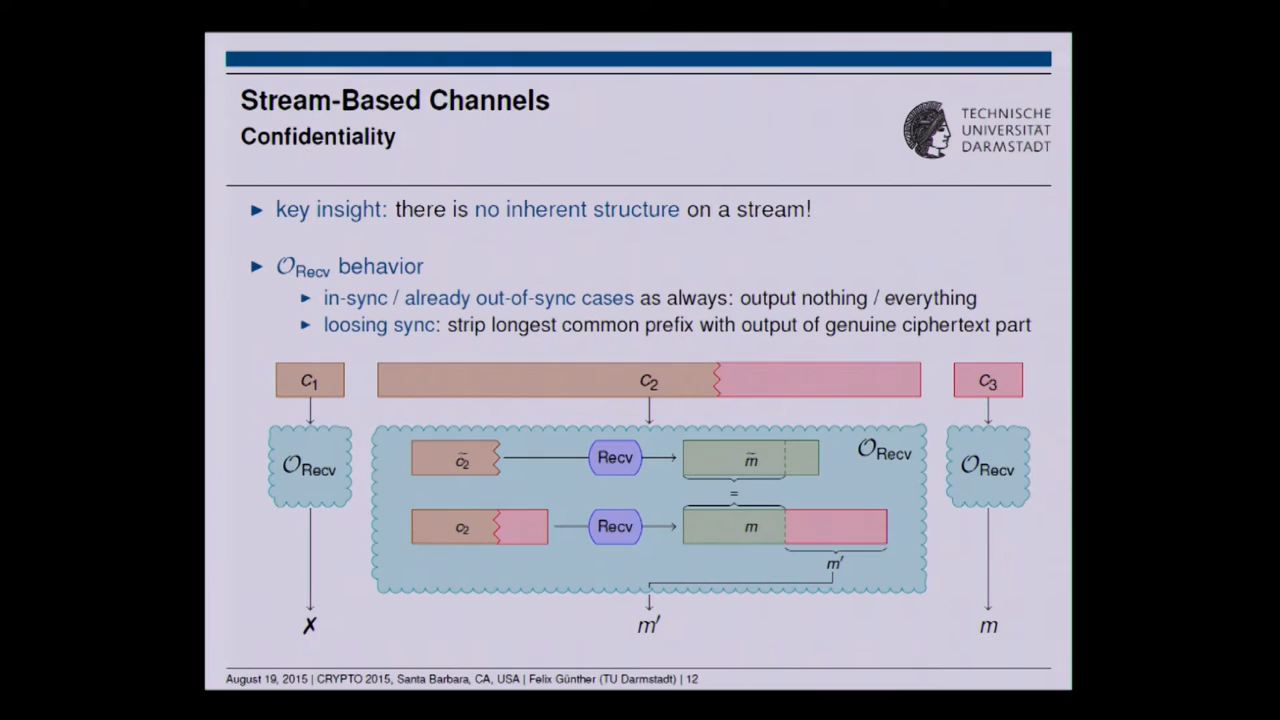 Stream-Based Channels
Confidentiality
TECHNISCHE
UNIVERSITÄT
DARMSTADT
► key insight: there is no inherent structure on a stream!
► 𝒪Recv behavior
► in-sync / already out-of-sync cases as always: output nothing / everything
► loosing sync: strip longest common prefix with output of genuine ciphertext part
c1 c2 c3
𝒪Recv
c̃2 Recv m̃ 𝒪Recv
=
𝒪Recv
c2 Recv m
m′
✗ m′ m
August 19, 2015 | CRYPTO 2015, Santa Barbara, CA, USA | Felix Günther (TU Darmstadt) | 12